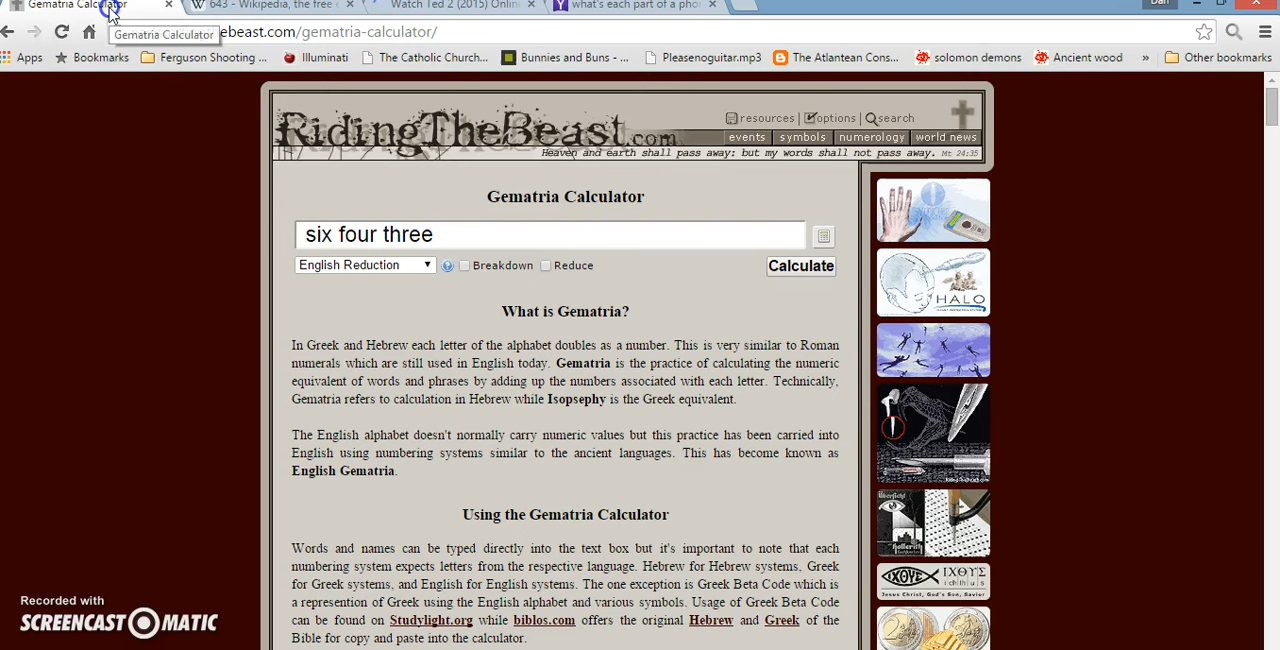 Gematria Calculator
643 - Wikipedia, the free e
Watch Ted 2 (2015) Onlin
what's each part of a pho
Dan
Gematria Calculator
ebeast.com/gematria-calculator/
Apps Bookmarks Ferguson Shooting ... Illuminati The Catholic Church... Bunnies and Buns - ... Pleasenoguitar.mp3 The Atlantean Cons... solomon demons Ancient wood » Other bookmarks
resources | options | search
RidingTheBeast.com
events symbols numerology world news
Heaven and earth shall pass away: but my words shall not pass away. Mt 24:35
Gematria Calculator
six four three
English Reduction Breakdown Reduce Calculate
What is Gematria?
In Greek and Hebrew each letter of the alphabet doubles as a number. This is very similar to Roman
numerals which are still used in English today. Gematria is the practice of calculating the numeric
equivalent of words and phrases by adding up the numbers associated with each letter. Technically,
Gematria refers to calculation in Hebrew while Isopsephy is the Greek equivalent.
The English alphabet doesn't normally carry numeric values but this practice has been carried into
English using numbering systems similar to the ancient languages. This has become known as
English Gematria.
Using the Gematria Calculator
Words and names can be typed directly into the text box but it's important to note that each
numbering system expects letters from the respective language. Hebrew for Hebrew systems, Greek
for Greek systems, and English for English systems. The one exception is Greek Beta Code which is
a represention of Greek using the English alphabet and various symbols. Usage of Greek Beta Code
can be found on Studylight.org while biblos.com offers the original Hebrew and Greek of the
Bible for copy and paste into the calculator.
HALO
ΙΧΟΥΕ ΙΧΘΥΣ
ichthus
Jesus Christ, God's Son, Savior
Recorded with
SCREENCAST MATIC